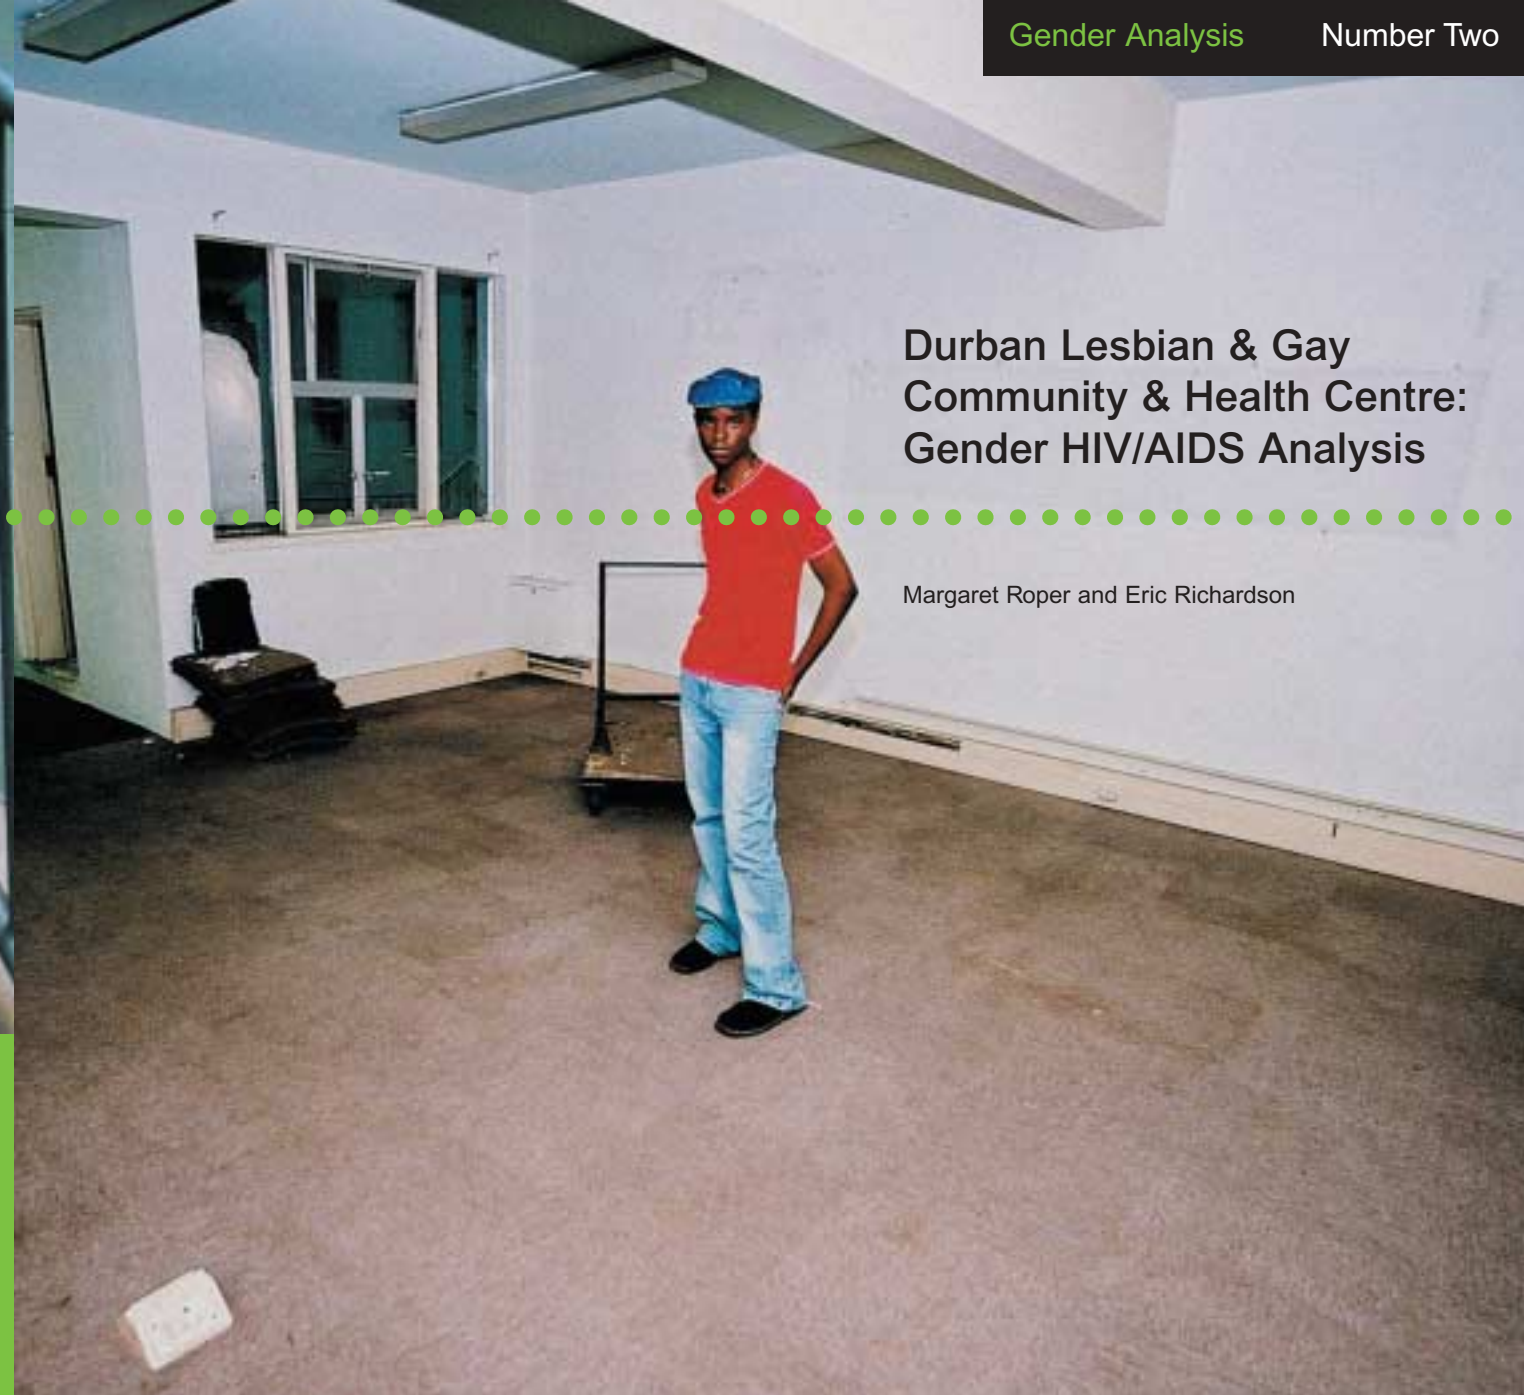 Gender Analysis Number Two
Durban Lesbian & Gay
Community & Health Centre:
Gender HIV/AIDS Analysis
Margaret Roper and Eric Richardson